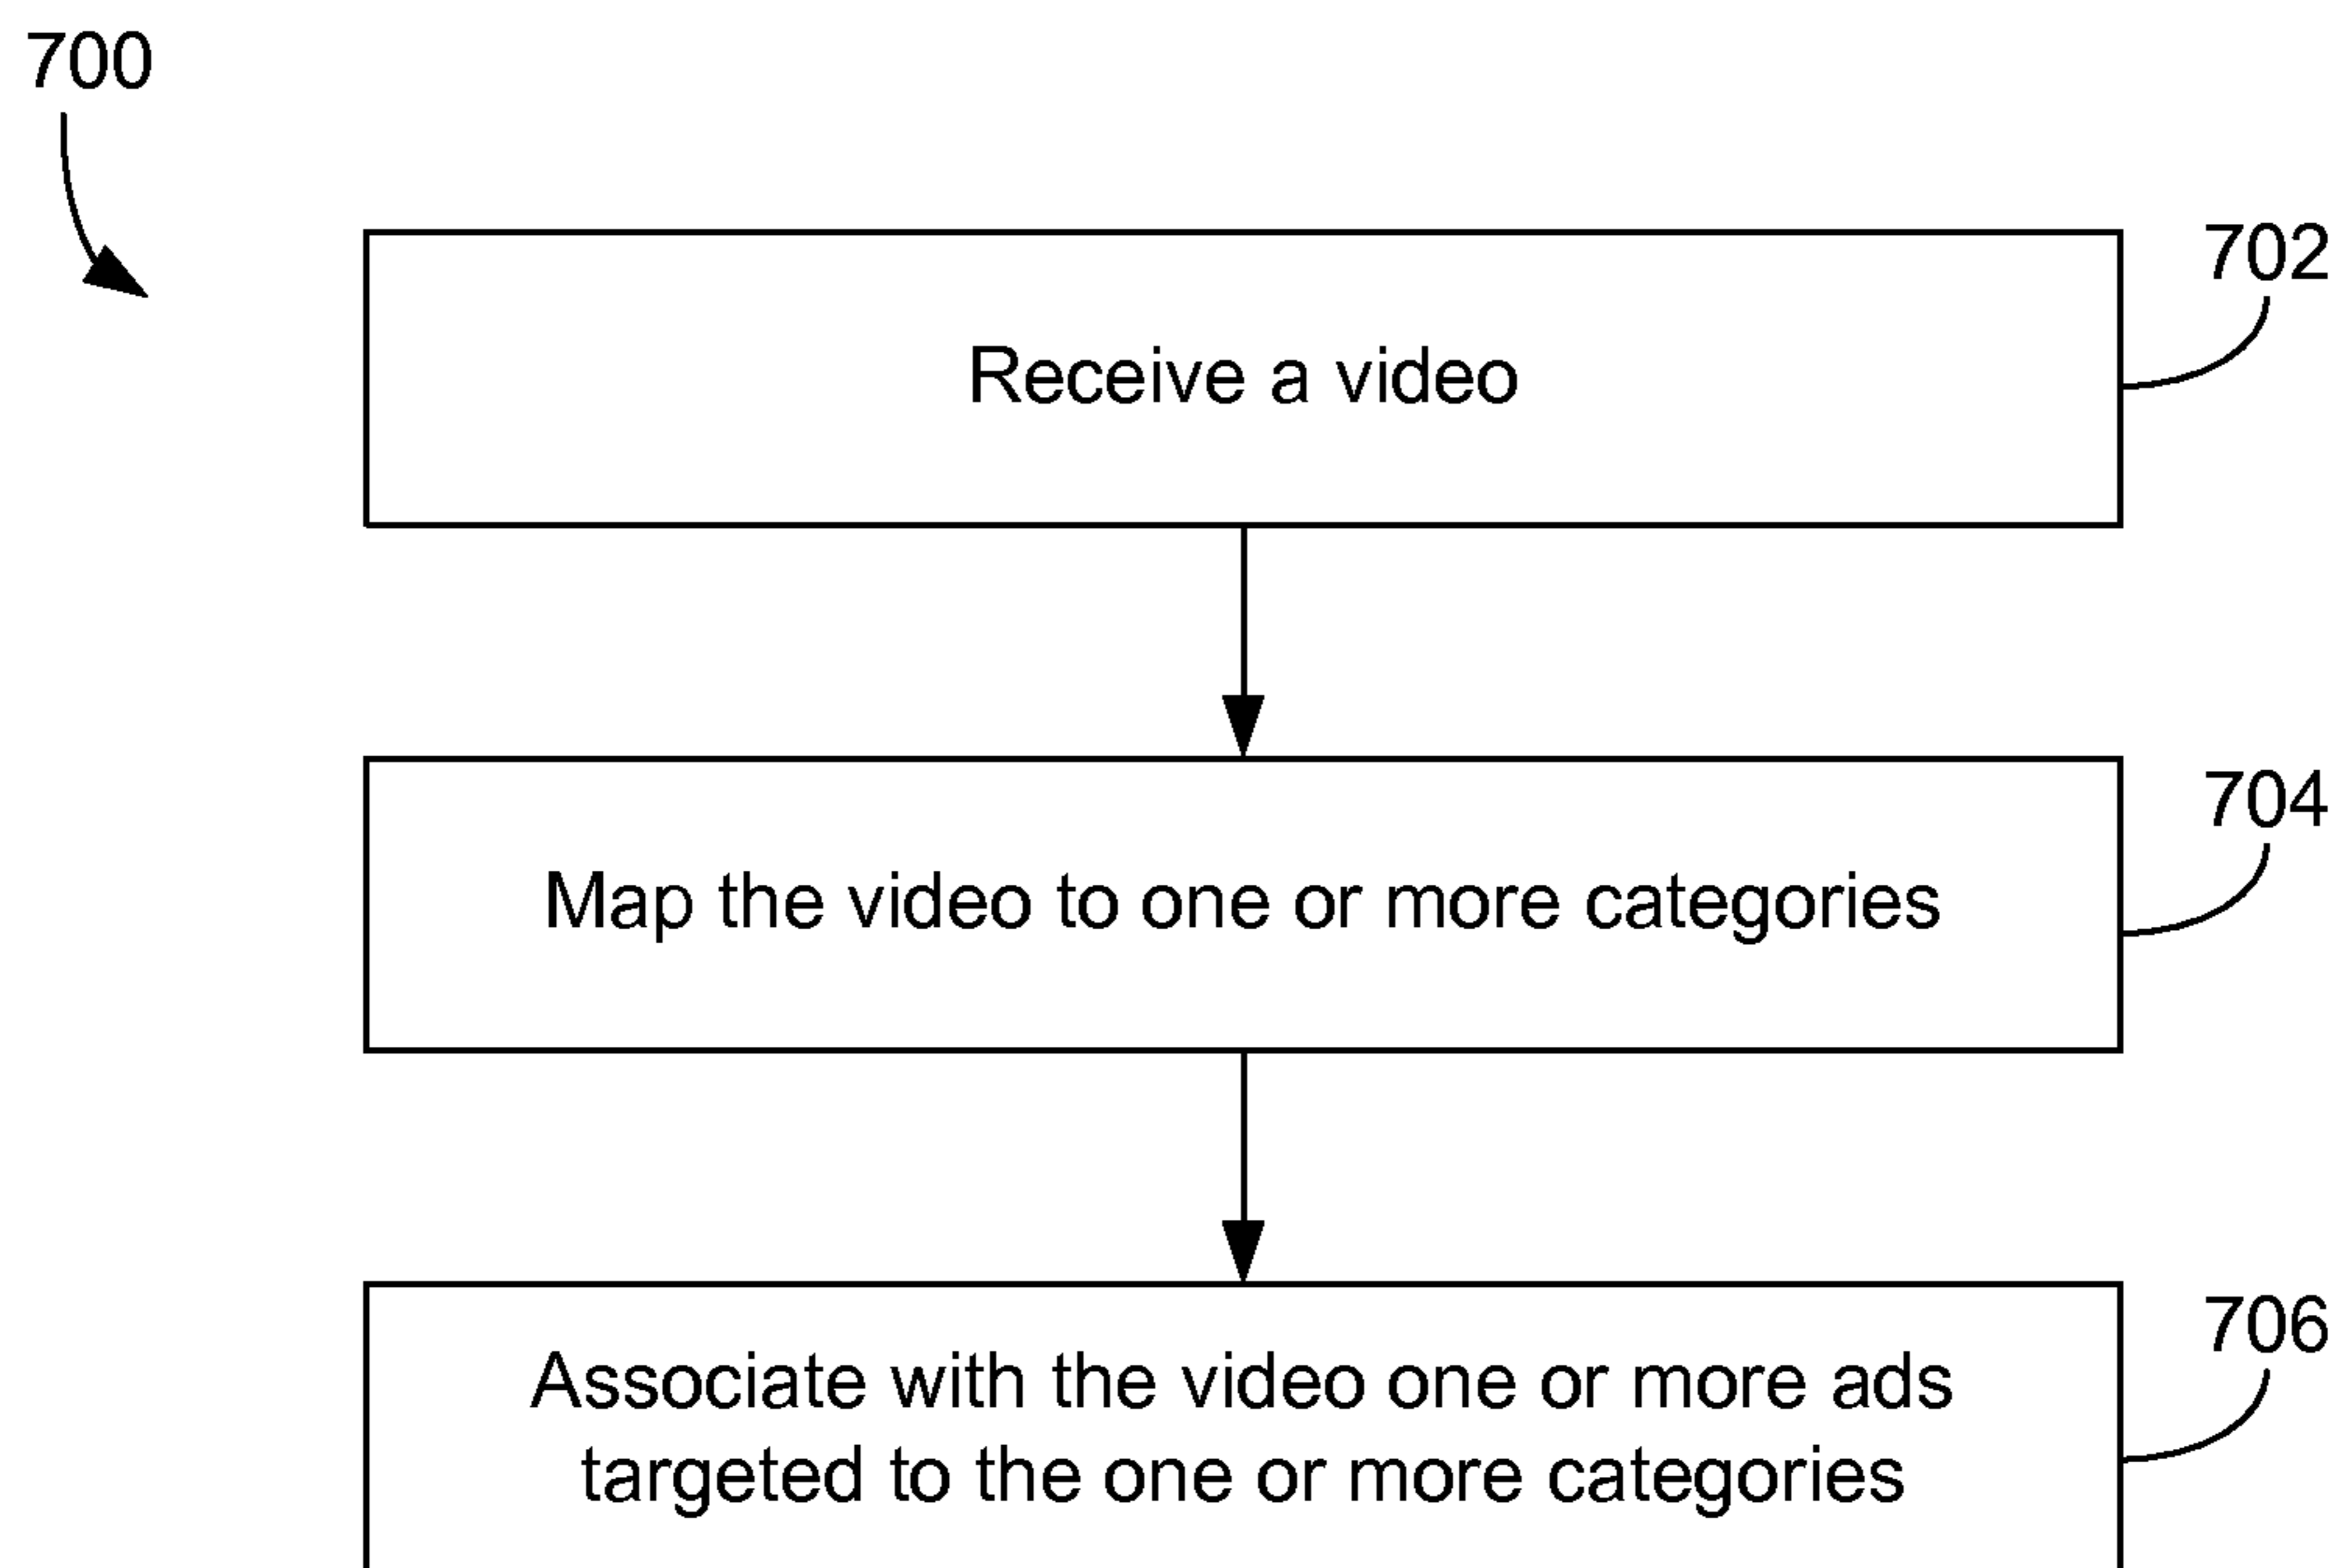 700
702
Receive a video
704
Map the video to one or more categories
706
Associate with the video one or more ads
targeted to the one or more categories